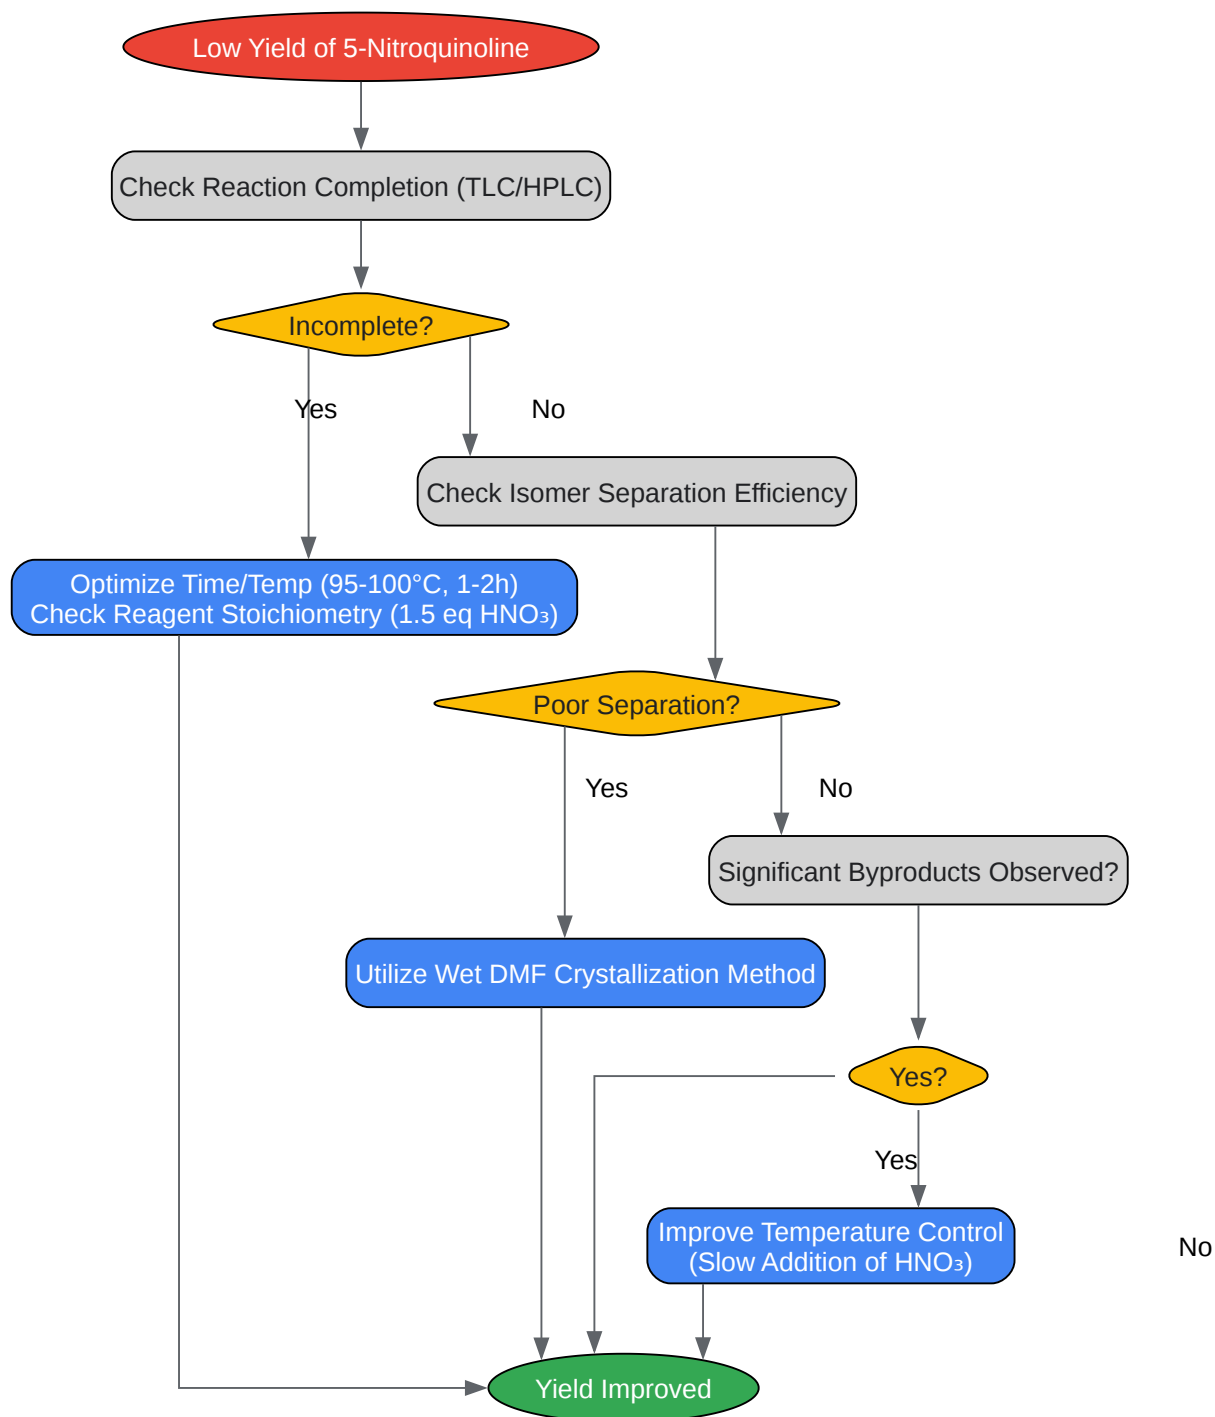 Low Yield of 5-Nitroquinoline
Check Reaction Completion (TLC/HPLC)
Incomplete?
Yes
No
Check Isomer Separation Efficiency
Optimize Time/Temp (95-100°C, 1-2h)
Check Reagent Stoichiometry (1.5 eq HNO₃)
Poor Separation?
Yes
No
Significant Byproducts Observed?
Utilize Wet DMF Crystallization Method
Yes?
Yes
Improve Temperature Control
(Slow Addition of HNO₃)
No
Yield Improved